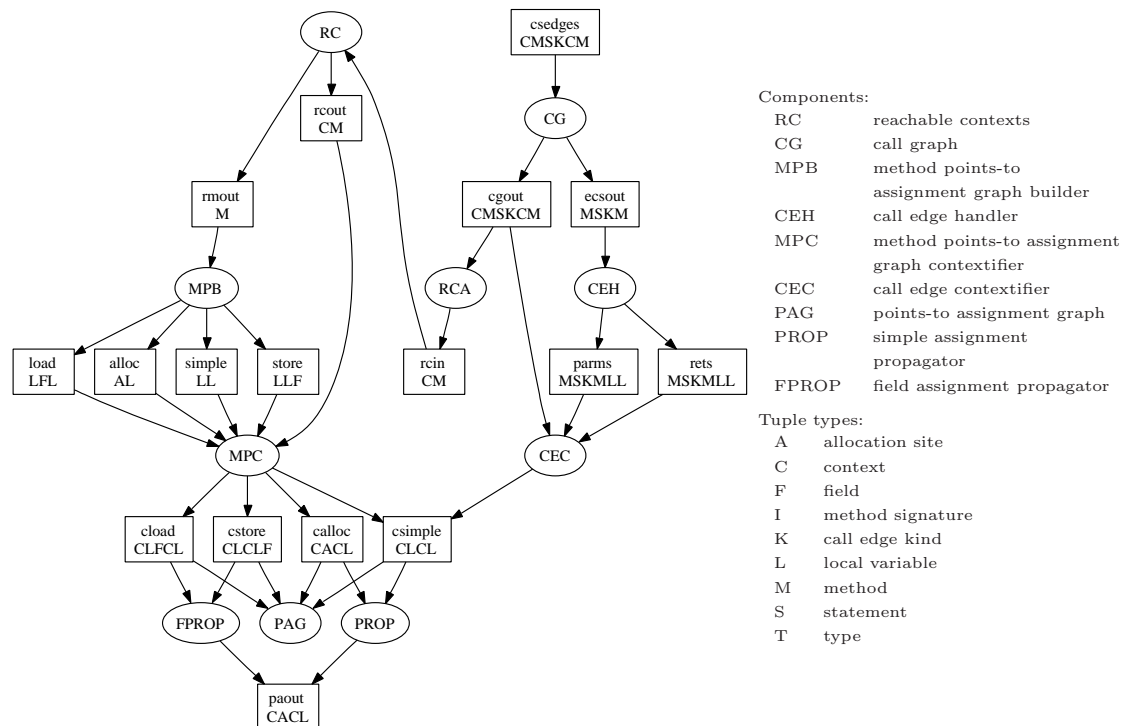 RC
csedges
CMSKCM
rcout
CM
CG
rmout
M
cgout
CMSKCM
ecsout
MSKM
MPB
RCA
CEH
load
LFL
alloc
AL
simple
LL
store
LLF
rcin
CM
parms
MSKMLL
rets
MSKMLL
MPC
CEC
cload
CLFCL
cstore
CLCLF
calloc
CACL
csimple
CLCL
FPROP
PAG
PROP
paout
CACL
Components:
RC reachable contexts
CG call graph
MPB method points-to
assignment graph builder
CEH call edge handler
MPC method points-to assignment
graph contextifier
CEC call edge contextifier
PAG points-to assignment graph
PROP simple assignment
propagator
FPROP field assignment propagator
Tuple types:
A allocation site
C context
F field
I method signature
K call edge kind
L local variable
M method
S statement
T type